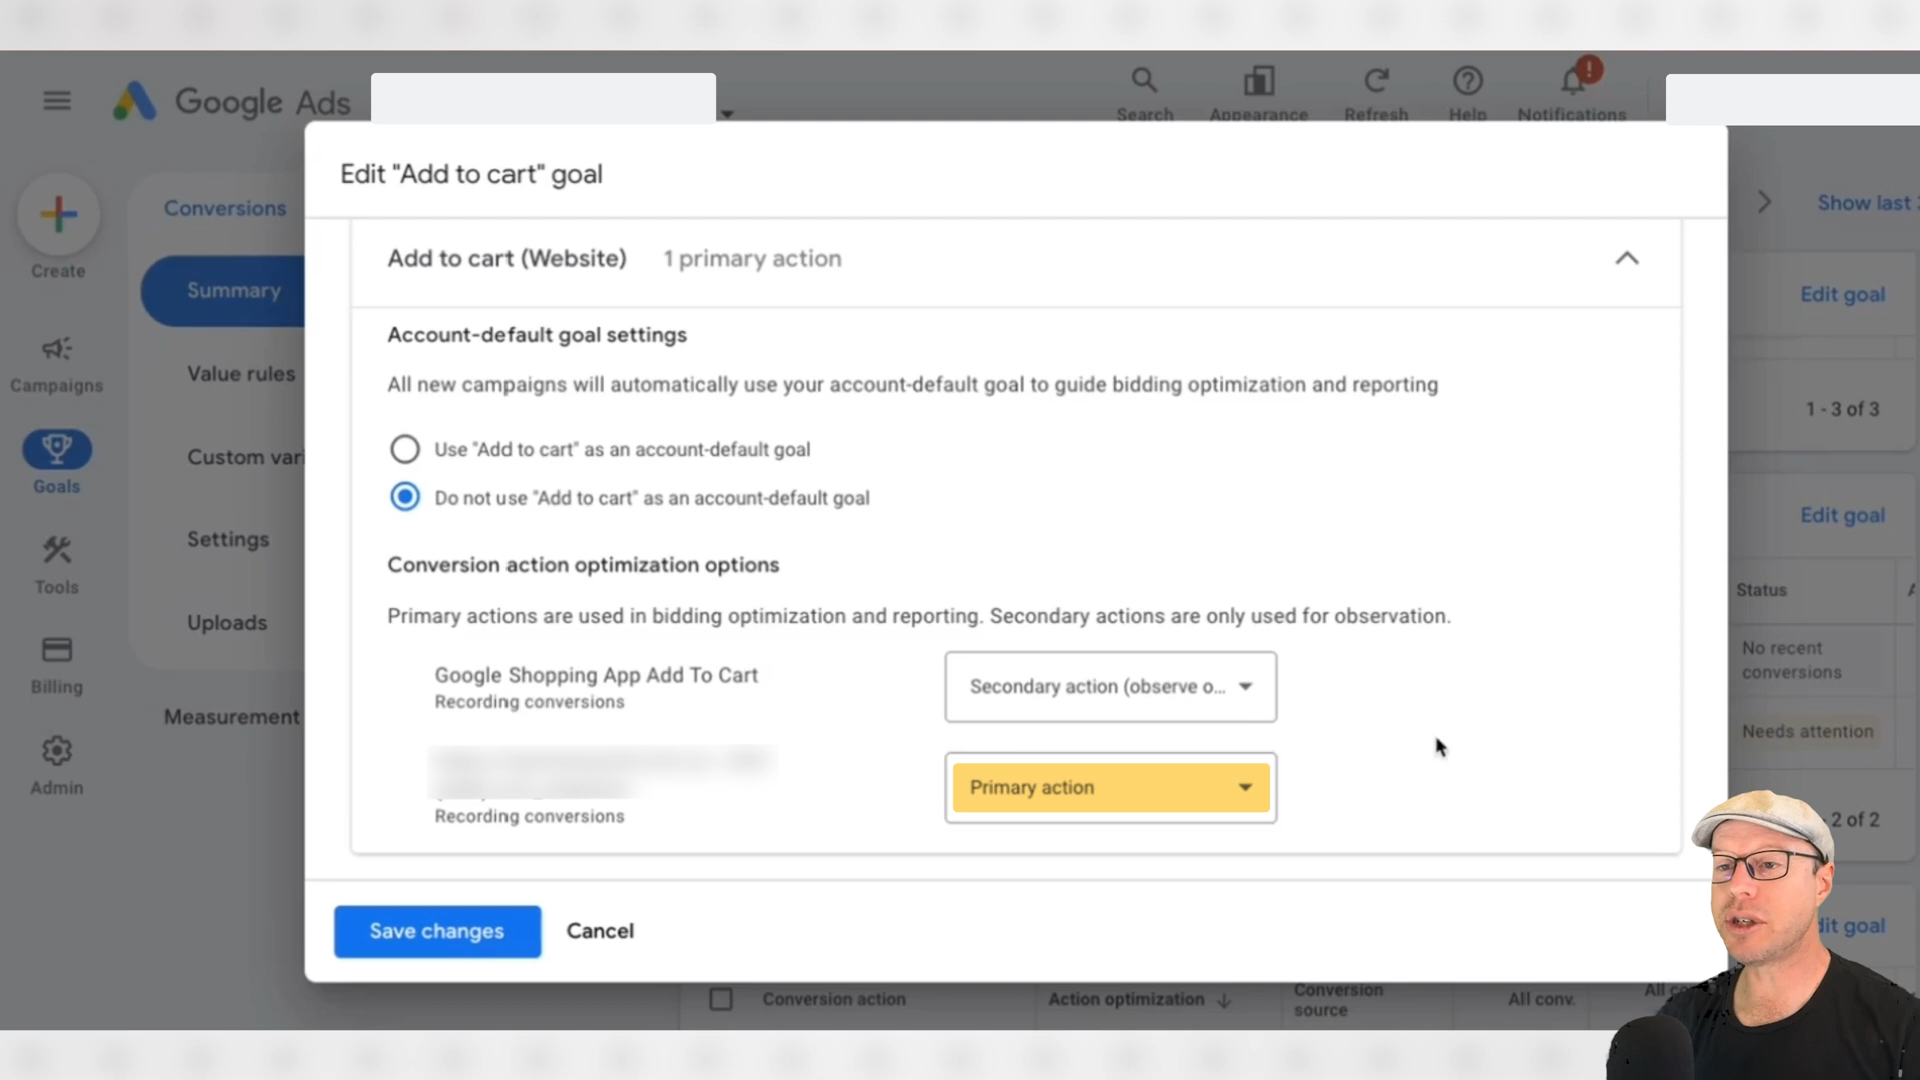 Google Ads
Search
Appearance
Refresh
Help
Notifications
!
Create
Campaigns
Goals
Tools
Billing
Admin
Conversions
Summary
Value rules
Custom vari
Settings
Uploads
Measurement
Edit "Add to cart" goal
Add to cart (Website) 1 primary action
Account-default goal settings
All new campaigns will automatically use your account-default goal to guide bidding optimization and reporting
Use "Add to cart" as an account-default goal
Do not use "Add to cart" as an account-default goal
Conversion action optimization options
Primary actions are used in bidding optimization and reporting. Secondary actions are only used for observation.
Google Shopping App Add To Cart
Recording conversions
Secondary action (observe o...
Recording conversions
Primary action
Save changes Cancel
Show last
Edit goal
1 - 3 of 3
Edit goal
Status
No recent
conversions
Needs attention
2 of 2
dit goal
Conversion action
Action optimization
Conversion
source
All conv.
All co